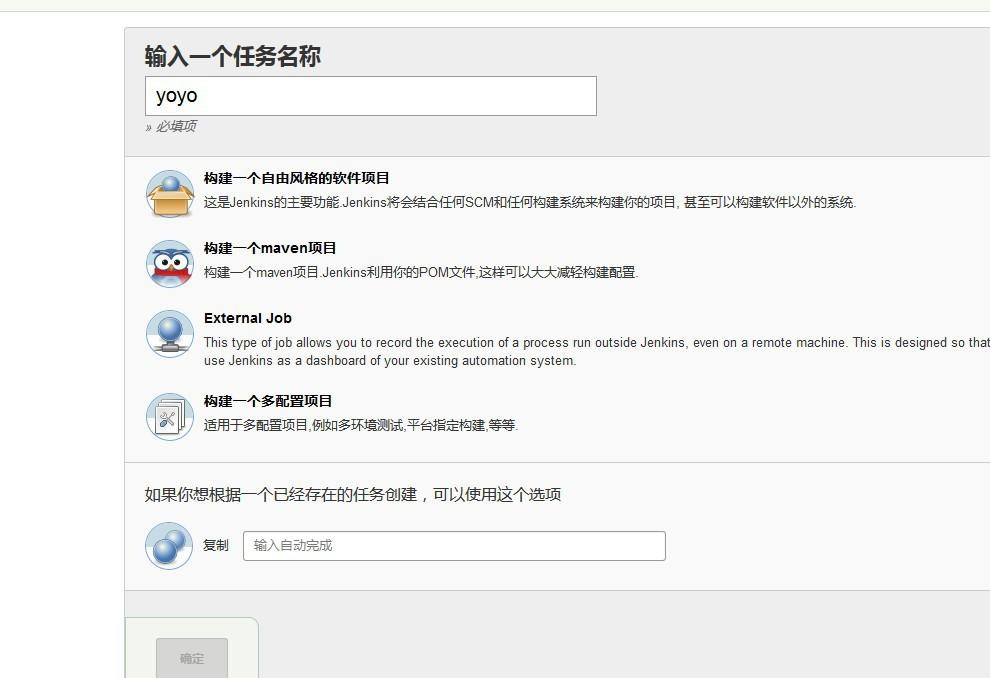 输入一个任务名称
yoyo
» 必填项
构建一个自由风格的软件项目
这是Jenkins的主要功能.Jenkins将会结合任何SCM和任何构建系统来构建你的项目, 甚至可以构建软件以外的系统.
构建一个maven项目
构建一个maven项目.Jenkins利用你的POM文件,这样可以大大减轻构建配置.
External Job
This type of job allows you to record the execution of a process run outside Jenkins, even on a remote machine. This is designed so that
use Jenkins as a dashboard of your existing automation system.
构建一个多配置项目
适用于多配置项目,例如多环境测试,平台指定构建,等等.
如果你想根据一个已经存在的任务创建，可以使用这个选项
复制
输入自动完成
确定